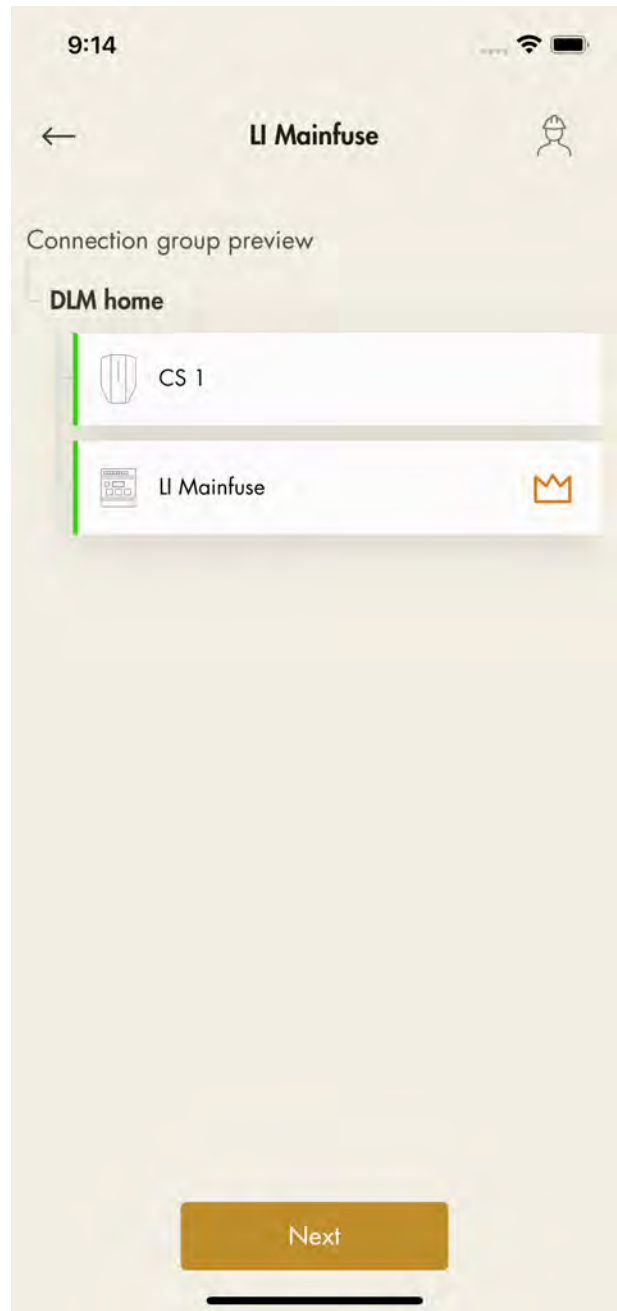 9:14
LI Mainfuse
Connection group preview
DLM home
CS 1
LI Mainfuse
Next